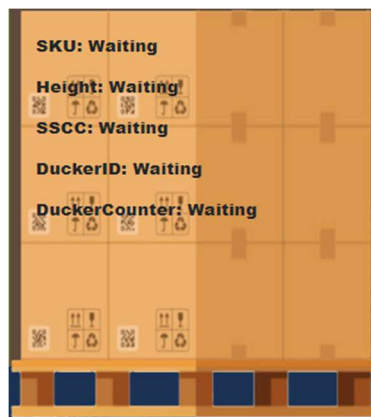 SKU: Waiting
Height: Waiting
SSCC: Waiting
DuckerID: Waiting
DuckerCounter: Waiting